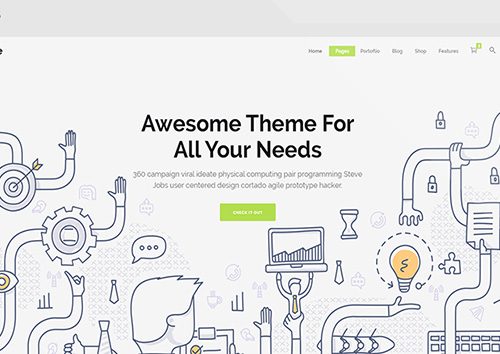 e
Home Pages Portoflio Blog Shop Features
Awesome Theme For
All Your Needs
360 campaign viral ideate physical computing pair programming Steve
Jobs user centered design cortado agile prototype hacker.
CHECK IT OUT